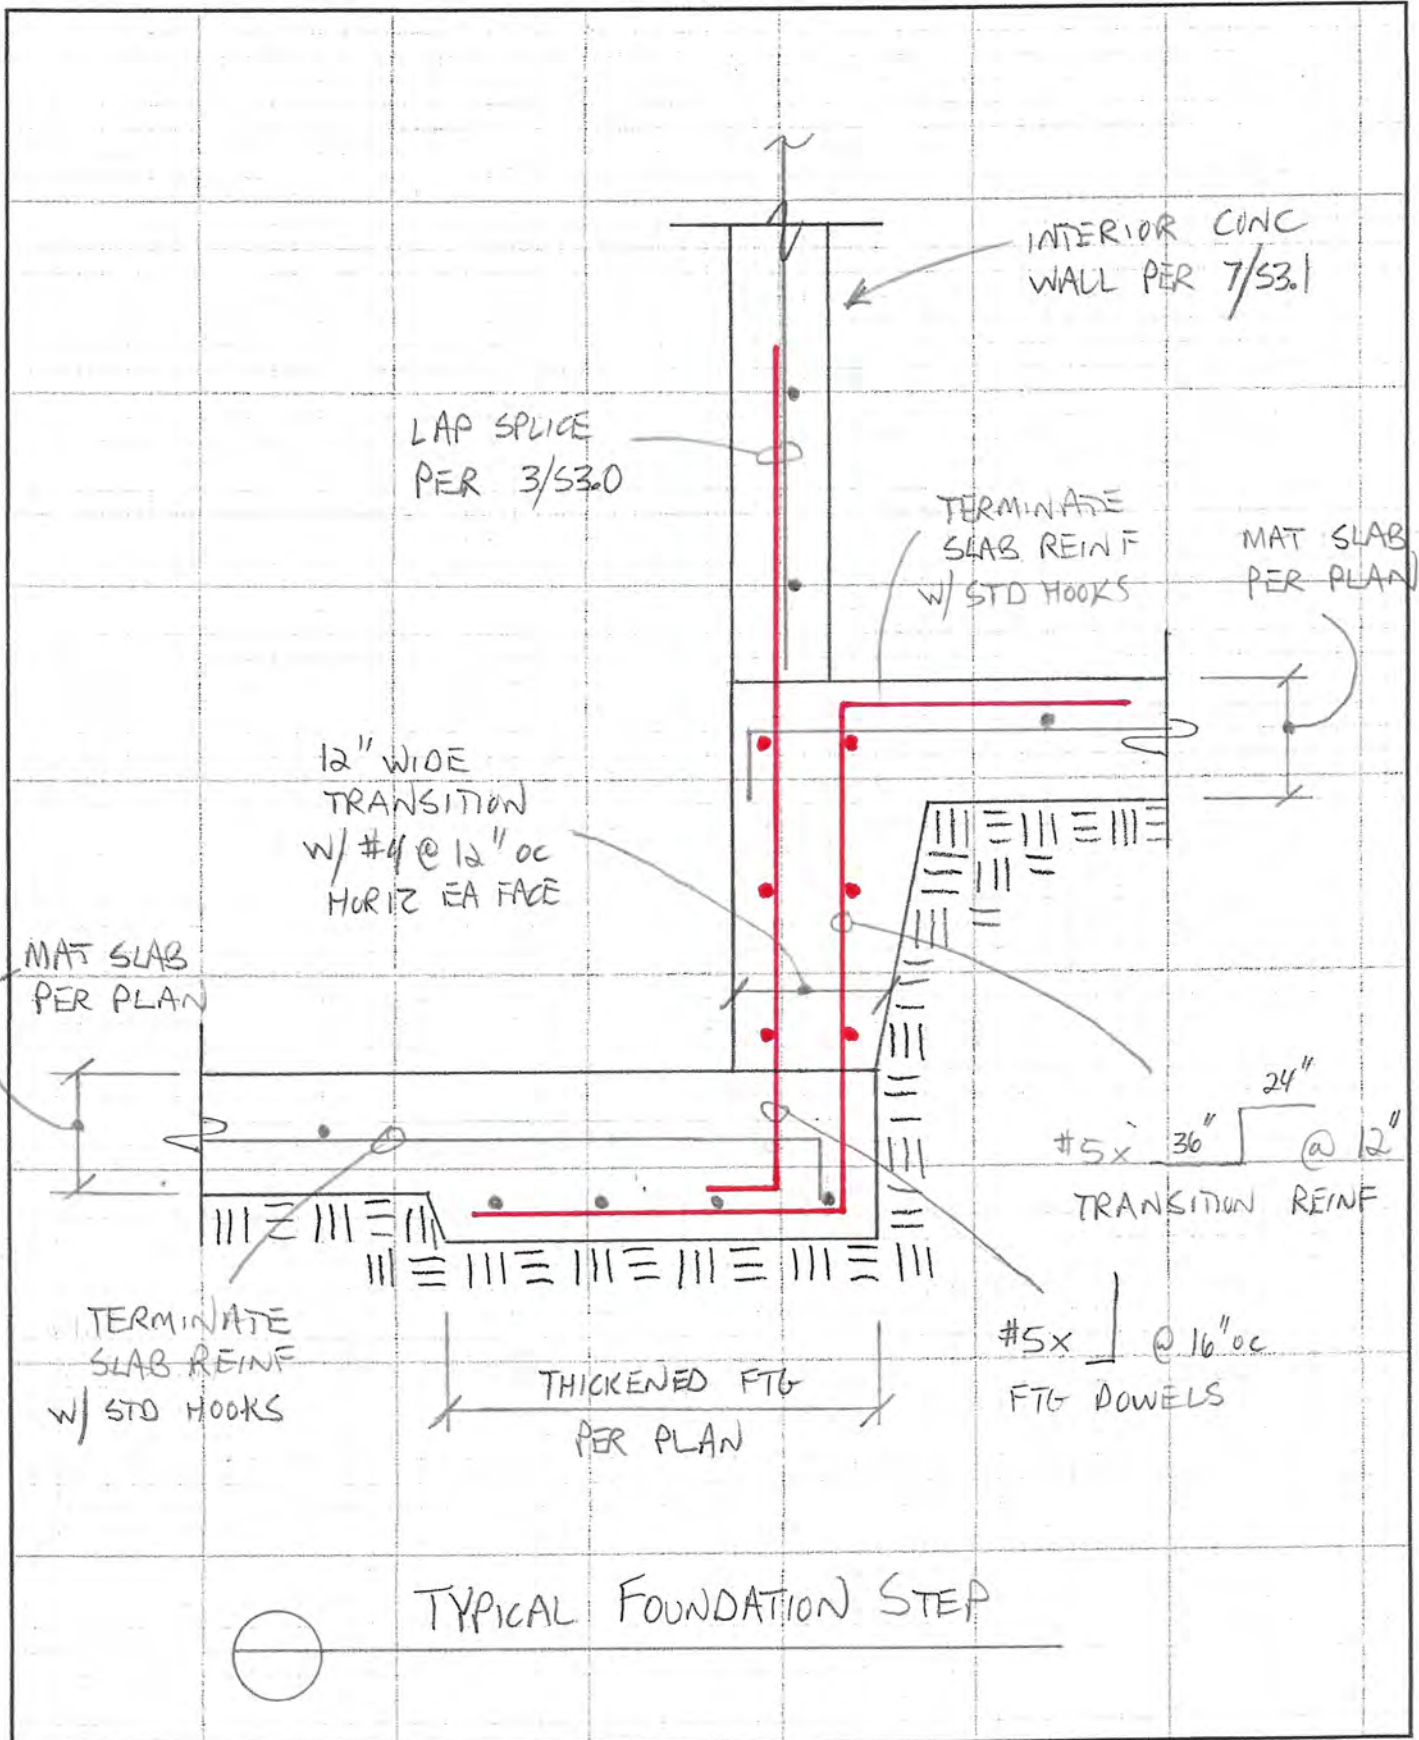 INTERIOR CONC
WALL PER 7/S3.1
LAP SPLICE
PER 3/S3.0
TERMINATE
SLAB REINF
W/ STD HOOKS
MAT SLAB
PER PLAN
12" WIDE
TRANSITION
W/ #4 @ 12" OC
HORIZ EA FACE
MAT SLAB
PER PLAN
24"
#5x 36" @ 12"
TRANSITION REINF
TERMINATE
SLAB REINF
W/ STD HOOKS
THICKENED FTG
PER PLAN
#5x @ 16" OC
FTG DOWELS
TYPICAL FOUNDATION STEP